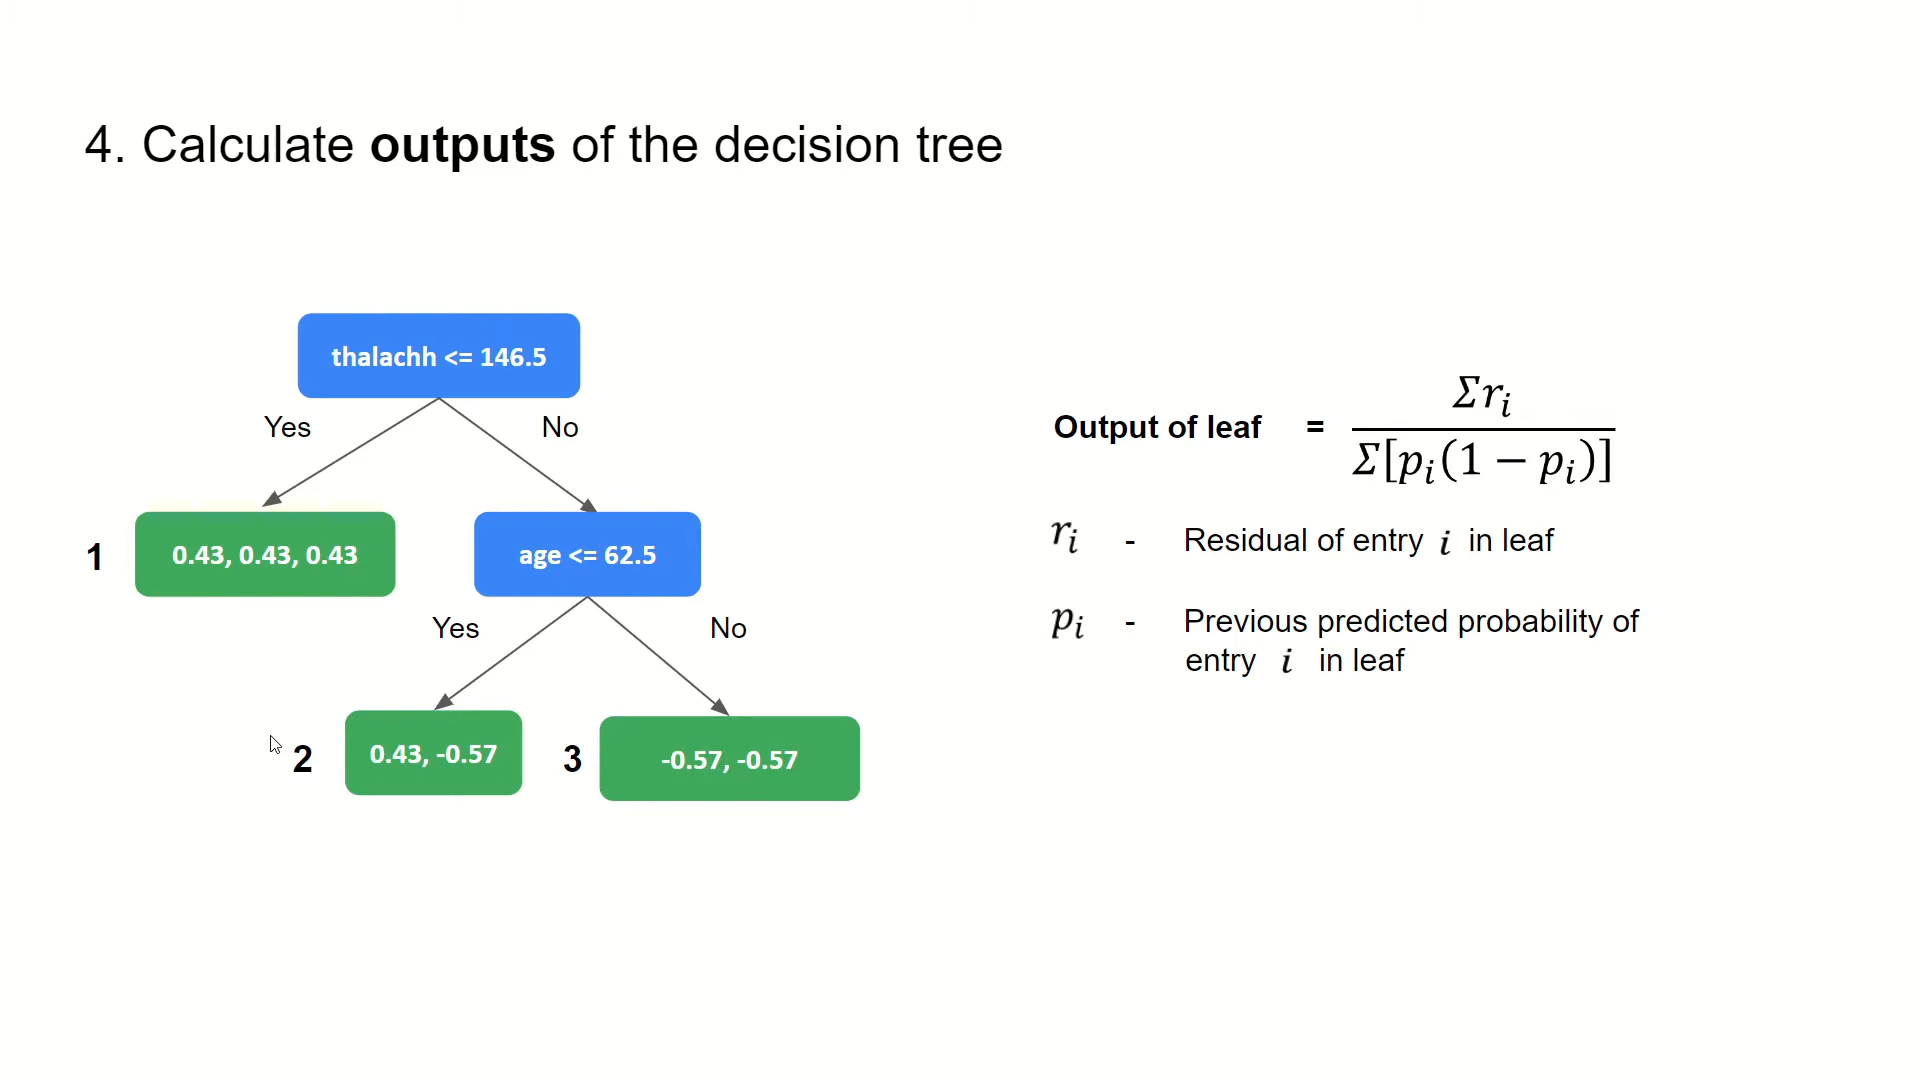 4. Calculate outputs of the decision tree
thalachh <= 146.5
Yes
No
1
0.43, 0.43, 0.43
age <= 62.5
Yes
No
2
0.43, -0.57
3
-0.57, -0.57
Output of leaf = Σr_i / Σ[p_i(1 − p_i)]
r_i - Residual of entry i in leaf
p_i - Previous predicted probability of
entry i in leaf